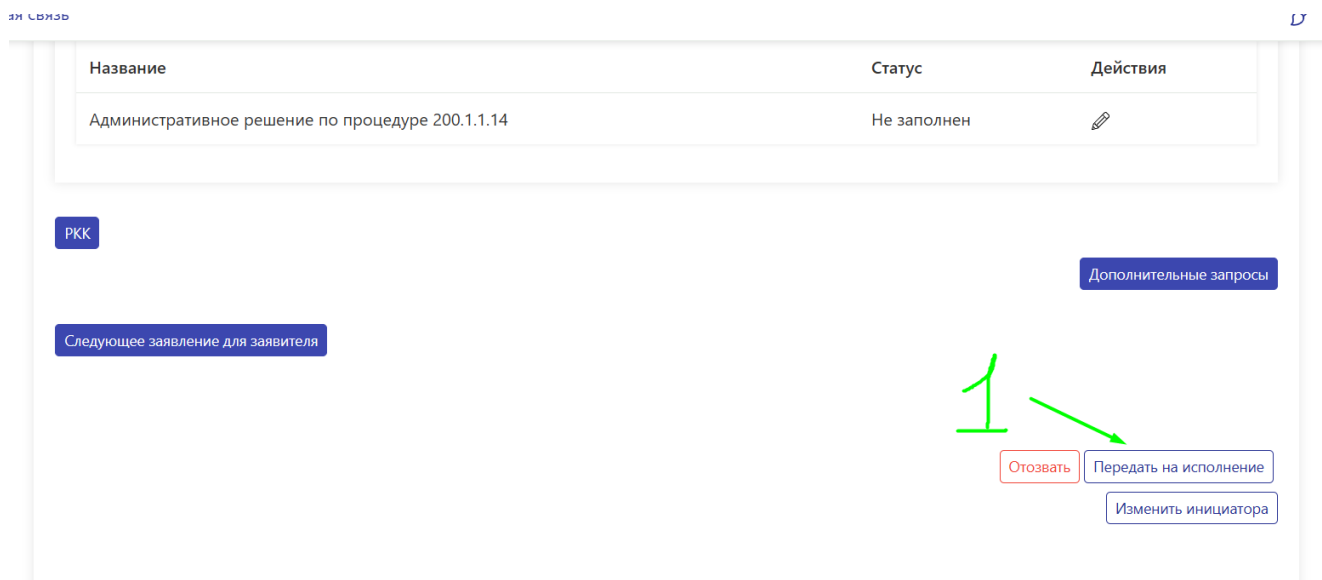 ая связь
Название Статус Действия
Административное решение по процедуре 200.1.1.14 Не заполнен
РКК
Дополнительные запросы
Следующее заявление для заявителя
1
Отозвать Передать на исполнение
Изменить инициатора